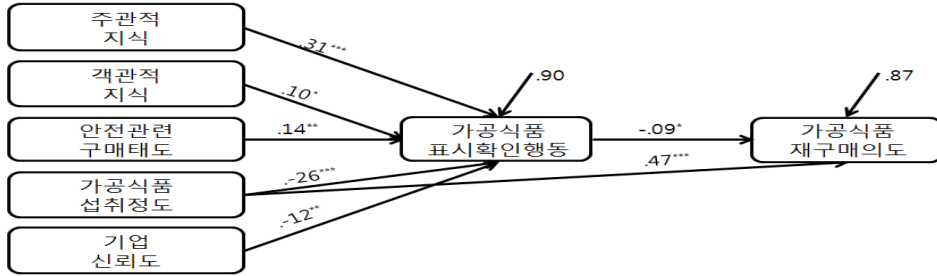 주관적
지식
.31***
객관적
지식
.10*
.90
.87
안전관련
구매태도
.14**
가공식품
표시확인행동
-.09*
가공식품
재구매의도
가공식품
섭취정도
.-26***
.47***
기업
신뢰도
.-12**